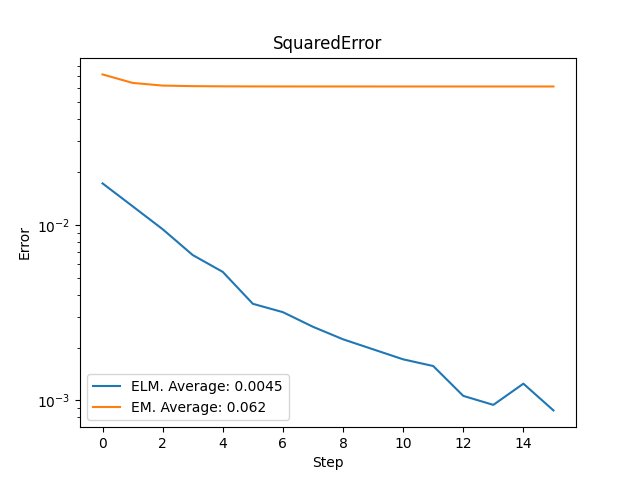 SquaredError
Error
10⁻²
10⁻³
ELM. Average: 0.0045
EM. Average: 0.062
0 2 4 6 8 10 12 14
Step